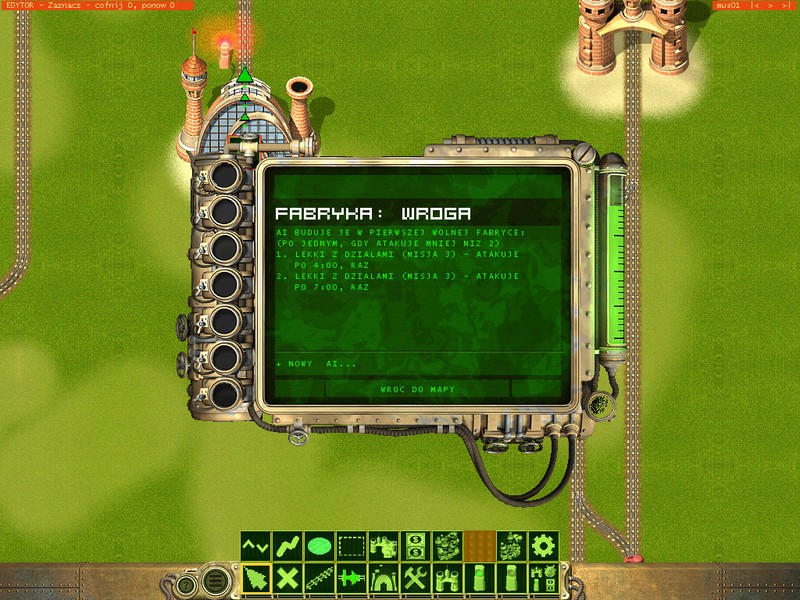 EDYTOR - Zaznacz - cofnij 0, ponow 0
mus01 |< > >|
FABRYKA: WROGA
AI BUDUJE JE W PIERWSZEJ WOLNEJ FABRYCE:
(PO JEDNYM, GDY ATAKUJE MNIEJ NIZ 2)
1. LEKKI Z DZIALAMI (MISJA 3) - ATAKUJE
PO 4:00, RAZ
2. LEKKI Z DZIALAMI (MISJA 3) - ATAKUJE
PO 7:00, RAZ
+ NOWY AI...
WROC DO MAPY